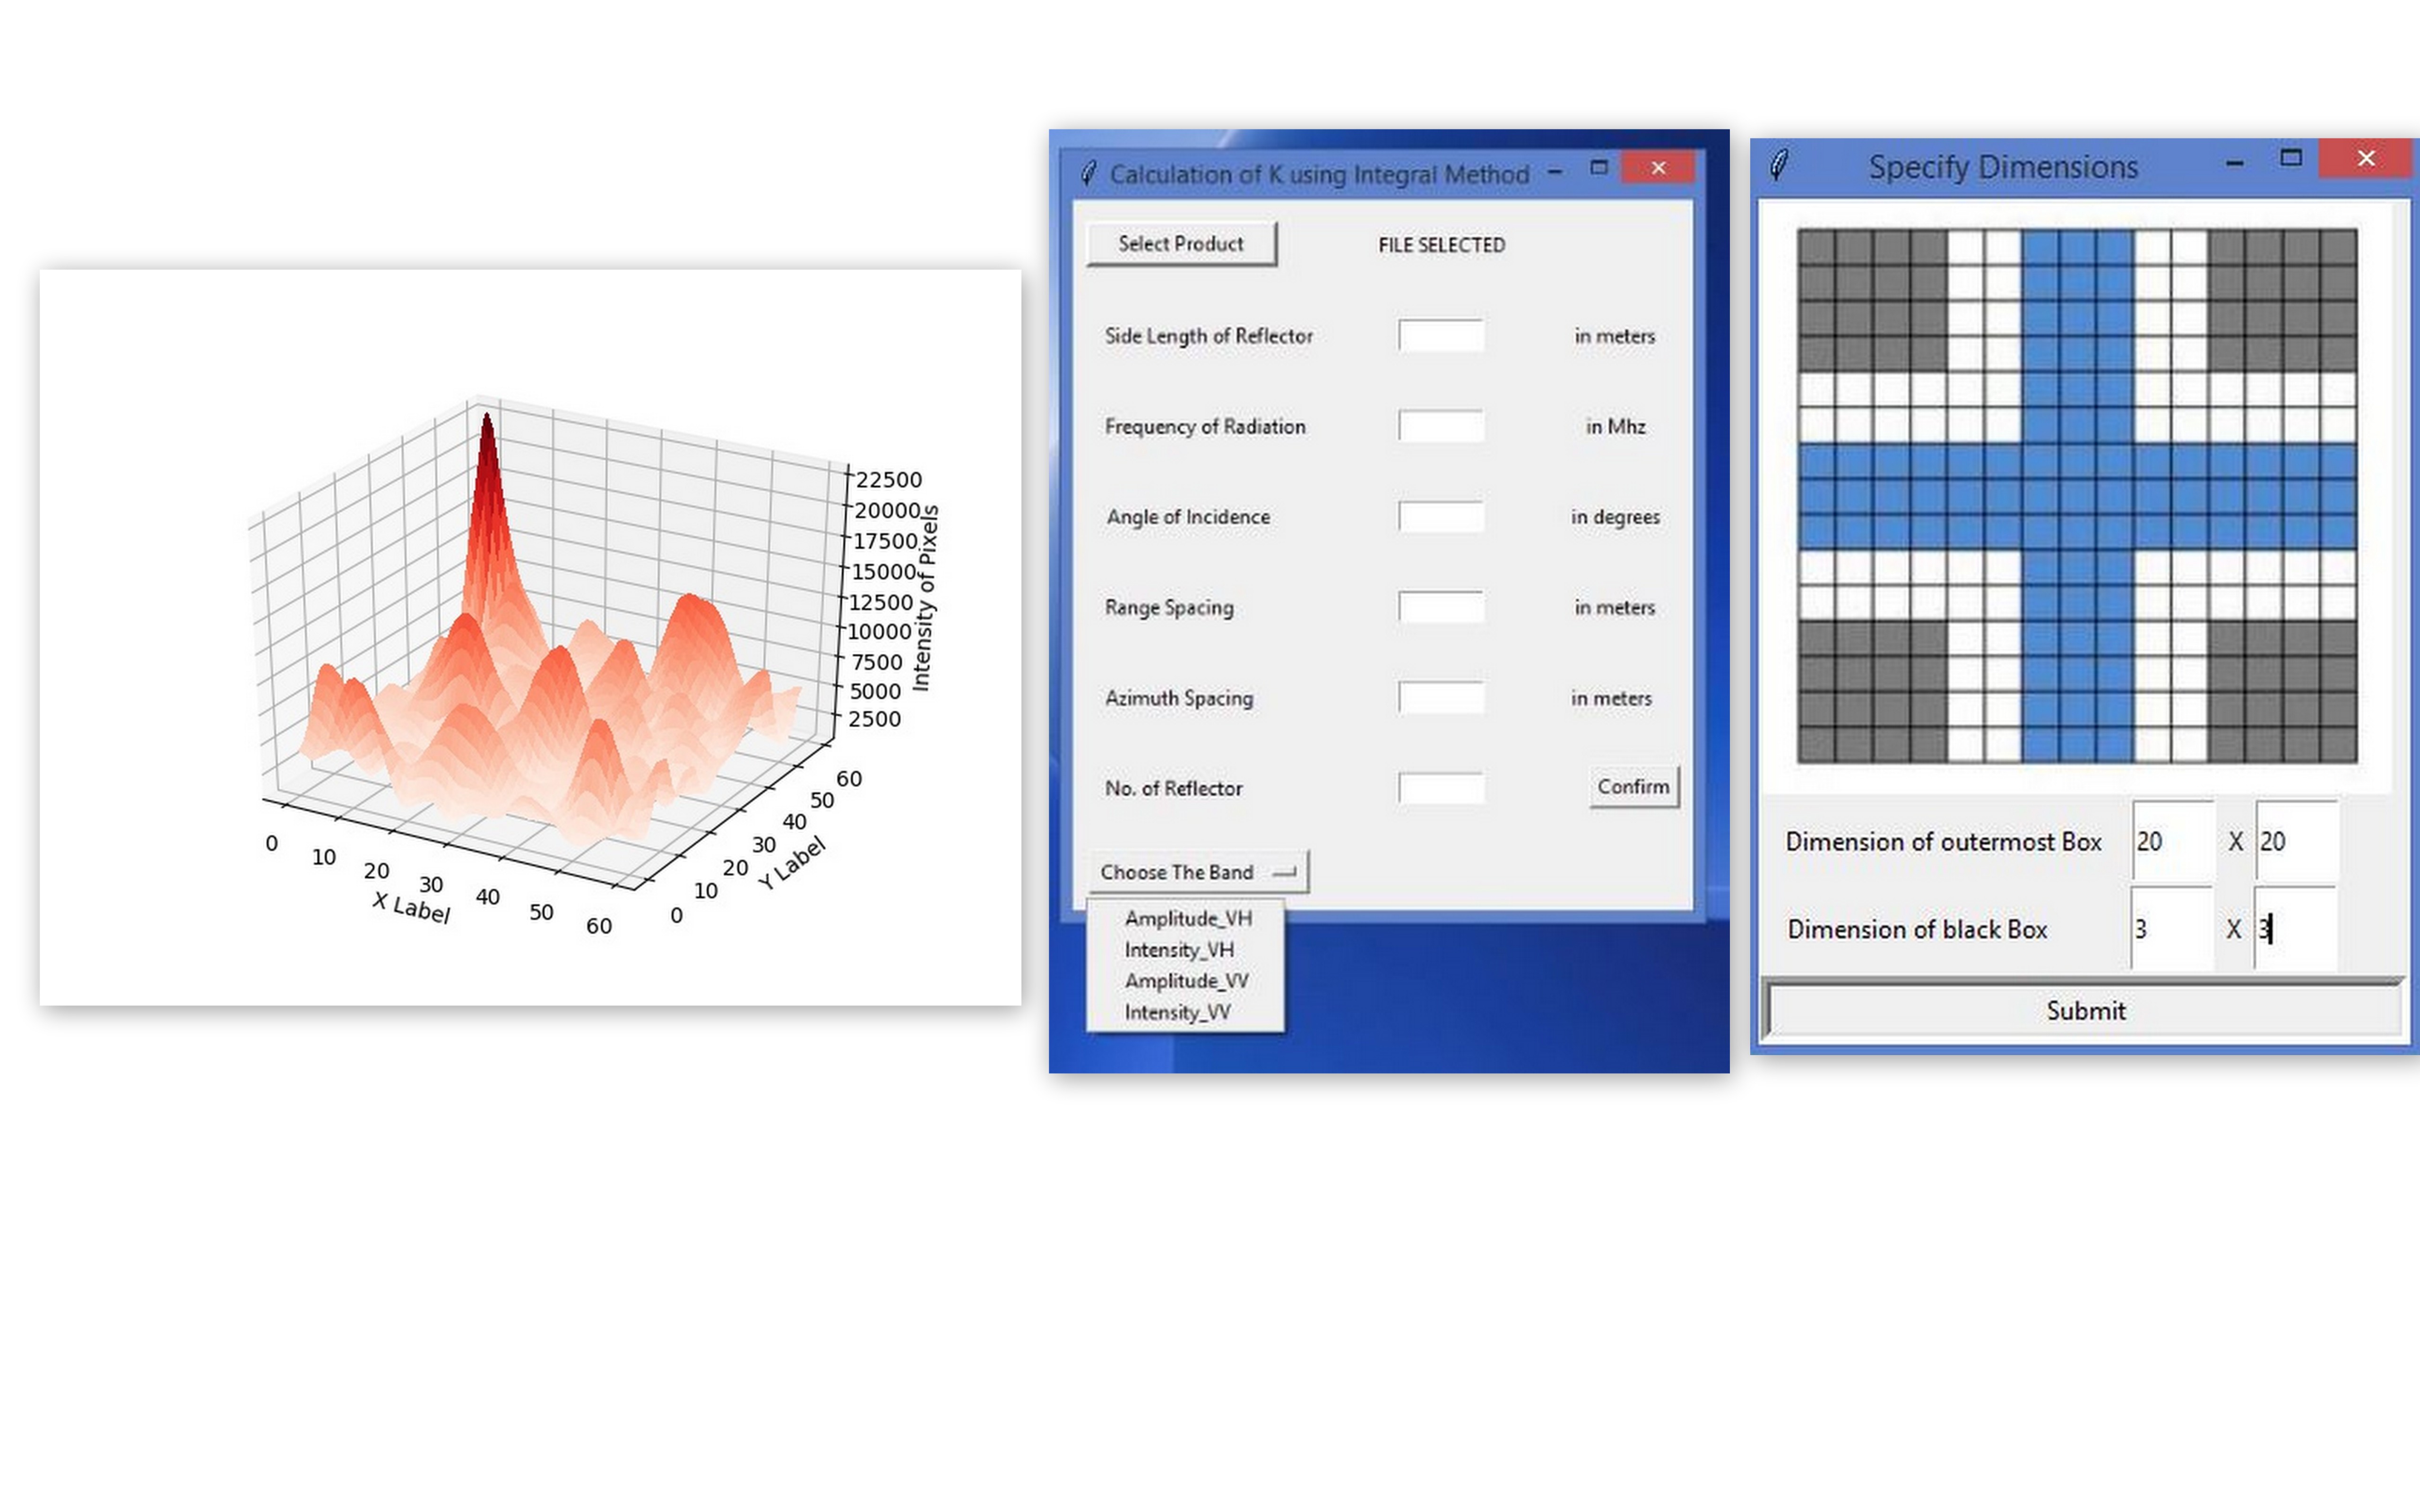 22500
20000
17500
15000
12500
10000
7500
5000
2500
Intensity of Pixels
0
10
20
30
40
50
60
X Label
0
10
20
30
40
50
60
Y Label
Calculation of K using Integral Method
Select Product FILE SELECTED
Side Length of Reflector in meters
Frequency of Radiation in Mhz
Angle of Incidence in degrees
Range Spacing in meters
Azimuth Spacing in meters
No. of Reflector Confirm
Choose The Band
Amplitude_VH
Intensity_VH
Amplitude_VV
Intensity_VV
Specify Dimensions
Dimension of outermost Box 20 X 20
Dimension of black Box 3 X 3
Submit